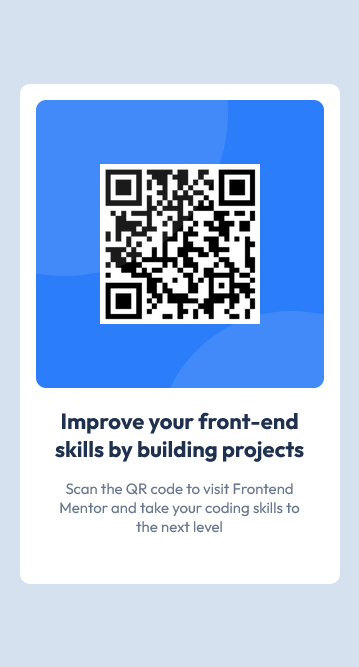 Improve your front-end
skills by building projects
Scan the QR code to visit Frontend
Mentor and take your coding skills to
the next level